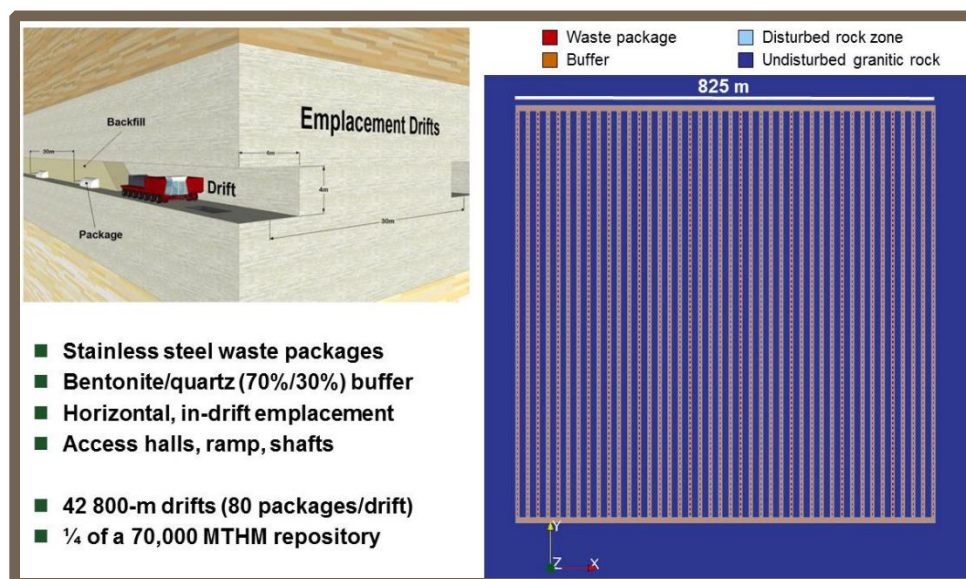 Backfill
30m
Package
Drift
Emplacement Drifts
4m
30m
■ Stainless steel waste packages
■ Bentonite/quartz (70%/30%) buffer
■ Horizontal, in-drift emplacement
■ Access halls, ramp, shafts
■ 42 800-m drifts (80 packages/drift)
■ ¼ of a 70,000 MTHM repository
Waste package
Buffer
Disturbed rock zone
Undisturbed granitic rock
825 m
Y
Z
X